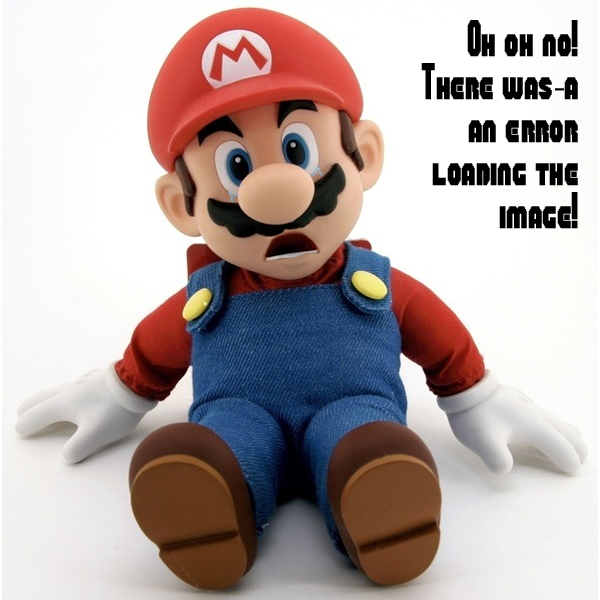 M
Oh oh no!
There was-a
an error
loading the
image!